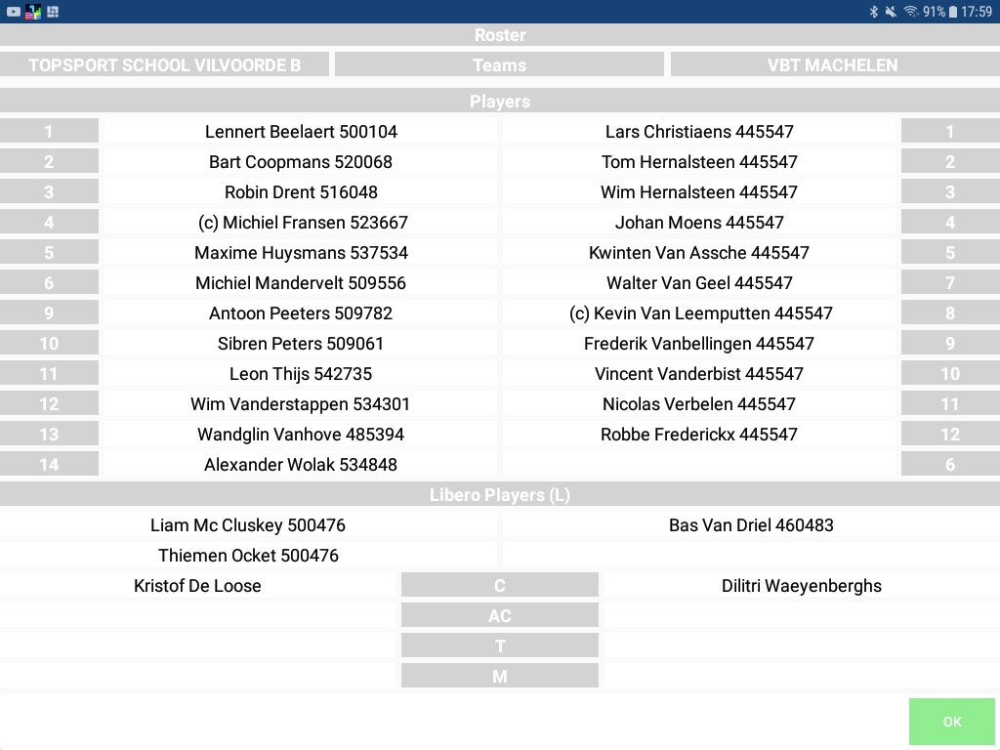 91% 17:59
Roster
TOPSPORT SCHOOL VILVOORDE B Teams VBT MACHELEN
Players
1 Lennert Beelaert 500104 Lars Christiaens 445547 1
2 Bart Coopmans 520068 Tom Hernalsteen 445547 2
3 Robin Drent 516048 Wim Hernalsteen 445547 3
4 (c) Michiel Fransen 523667 Johan Moens 445547 4
5 Maxime Huysmans 537534 Kwinten Van Assche 445547 5
6 Michiel Mandervelt 509556 Walter Van Geel 445547 7
9 Antoon Peeters 509782 (c) Kevin Van Leemputten 445547 8
10 Sibren Peters 509061 Frederik Vanbellingen 445547 9
11 Leon Thijs 542735 Vincent Vanderbist 445547 10
12 Wim Vanderstappen 534301 Nicolas Verbelen 445547 11
13 Wandglin Vanhove 485394 Robbe Frederickx 445547 12
14 Alexander Wolak 534848 6
Libero Players (L)
Liam Mc Cluskey 500476 Bas Van Driel 460483
Thiemen Ocket 500476
Kristof De Loose C Dilitri Waeyenberghs
AC
T
M
OK